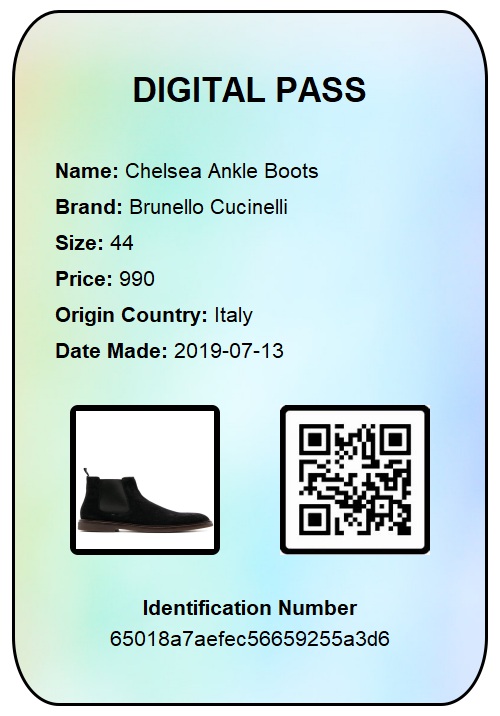 DIGITAL PASS
Name: Chelsea Ankle Boots
Brand: Brunello Cucinelli
Size: 44
Price: 990
Origin Country: Italy
Date Made: 2019-07-13
Identification Number
65018a7aefec56659255a3d6